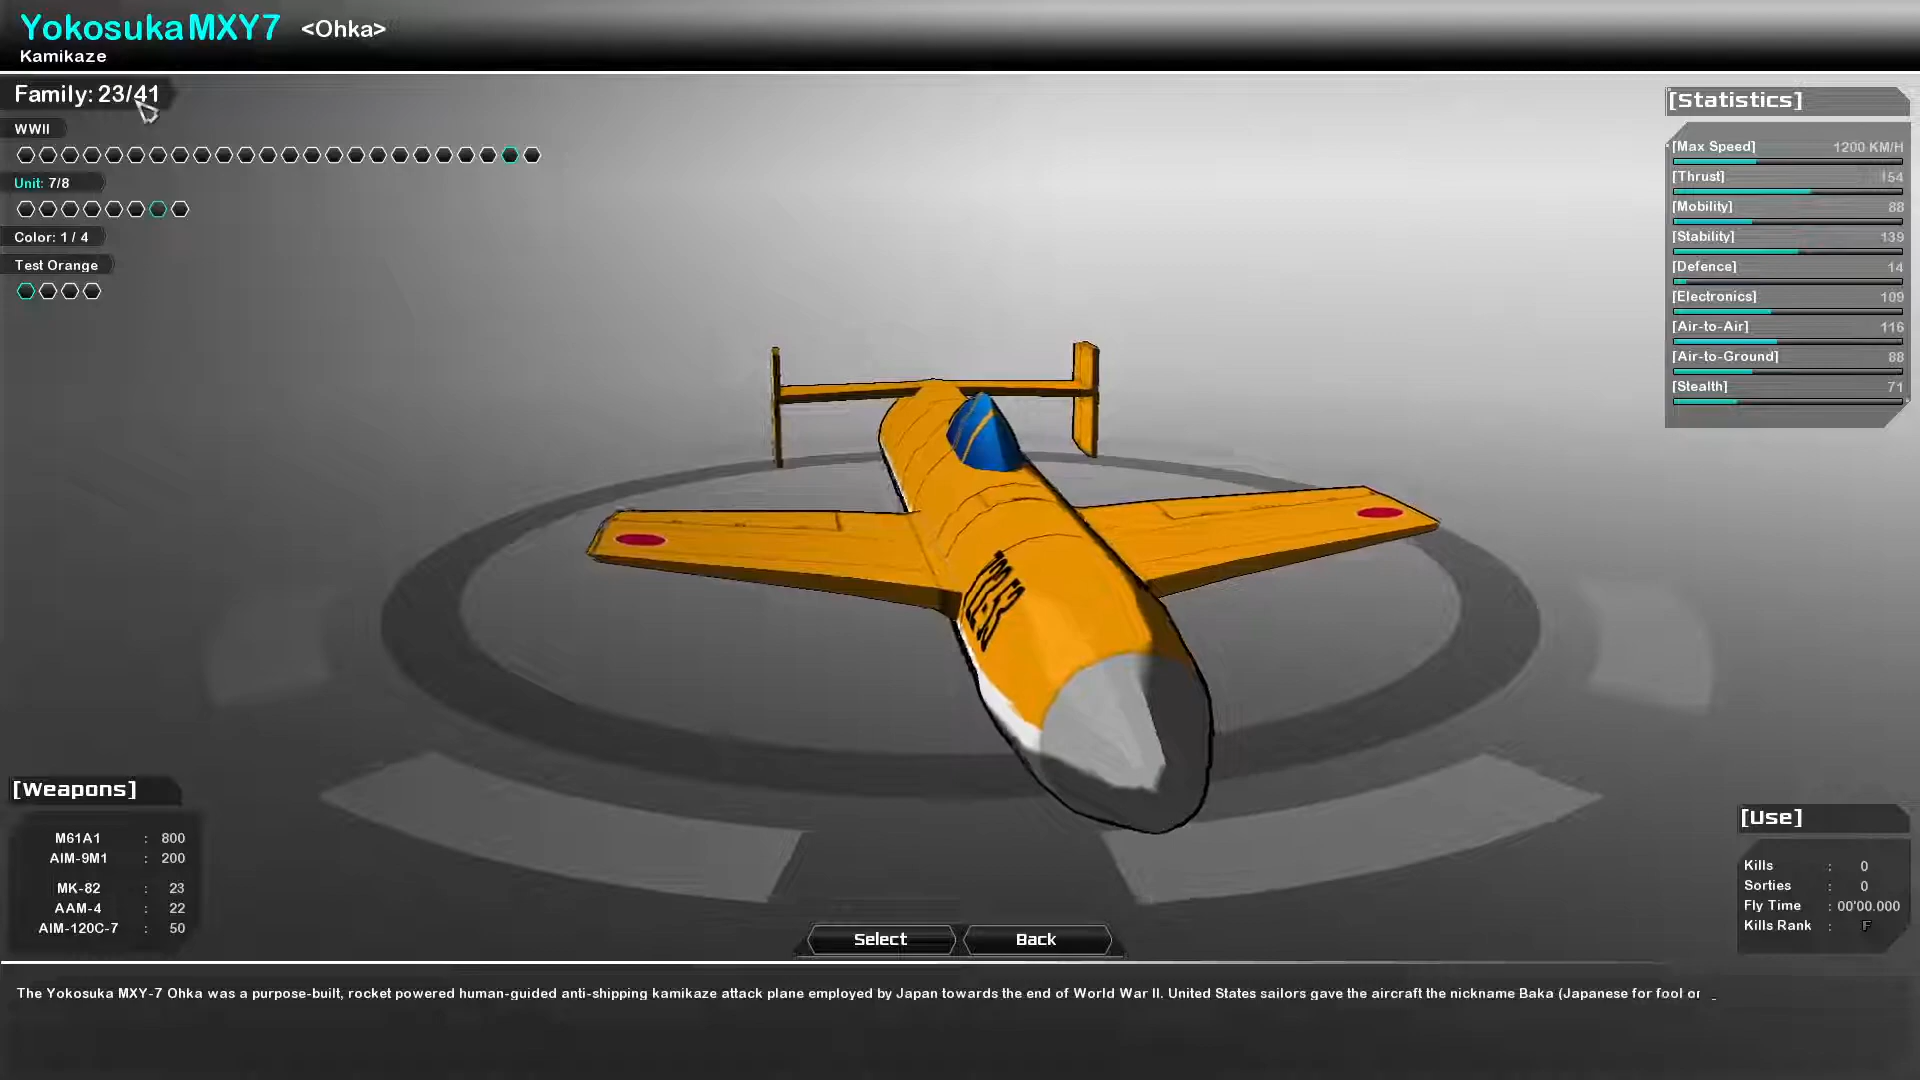 YokosukaMXY7 <Ohka>
Kamikaze
Family: 23/41
WWII
Unit: 7/8
Color: 1 / 4
Test Orange
[Statistics]
[Max Speed] 1200 KM/H
[Thrust] 154
[Mobility] 88
[Stability] 139
[Defence] 14
[Electronics] 109
[Air-to-Air] 116
[Air-to-Ground] 88
[Stealth] 71
[Weapons]
M61A1 : 800
AIM-9M1 : 200
MK-82 : 23
AAM-4 : 22
AIM-120C-7 : 50
[Use]
Kills : 0
Sorties : 0
Fly Time : 00'00.000
Kills Rank : F
Select
Back
The Yokosuka MXY-7 Ohka was a purpose-built, rocket powered human-guided anti-shipping kamikaze attack plane employed by Japan towards the end of World War II. United States sailors gave the aircraft the nickname Baka (Japanese for fool or _